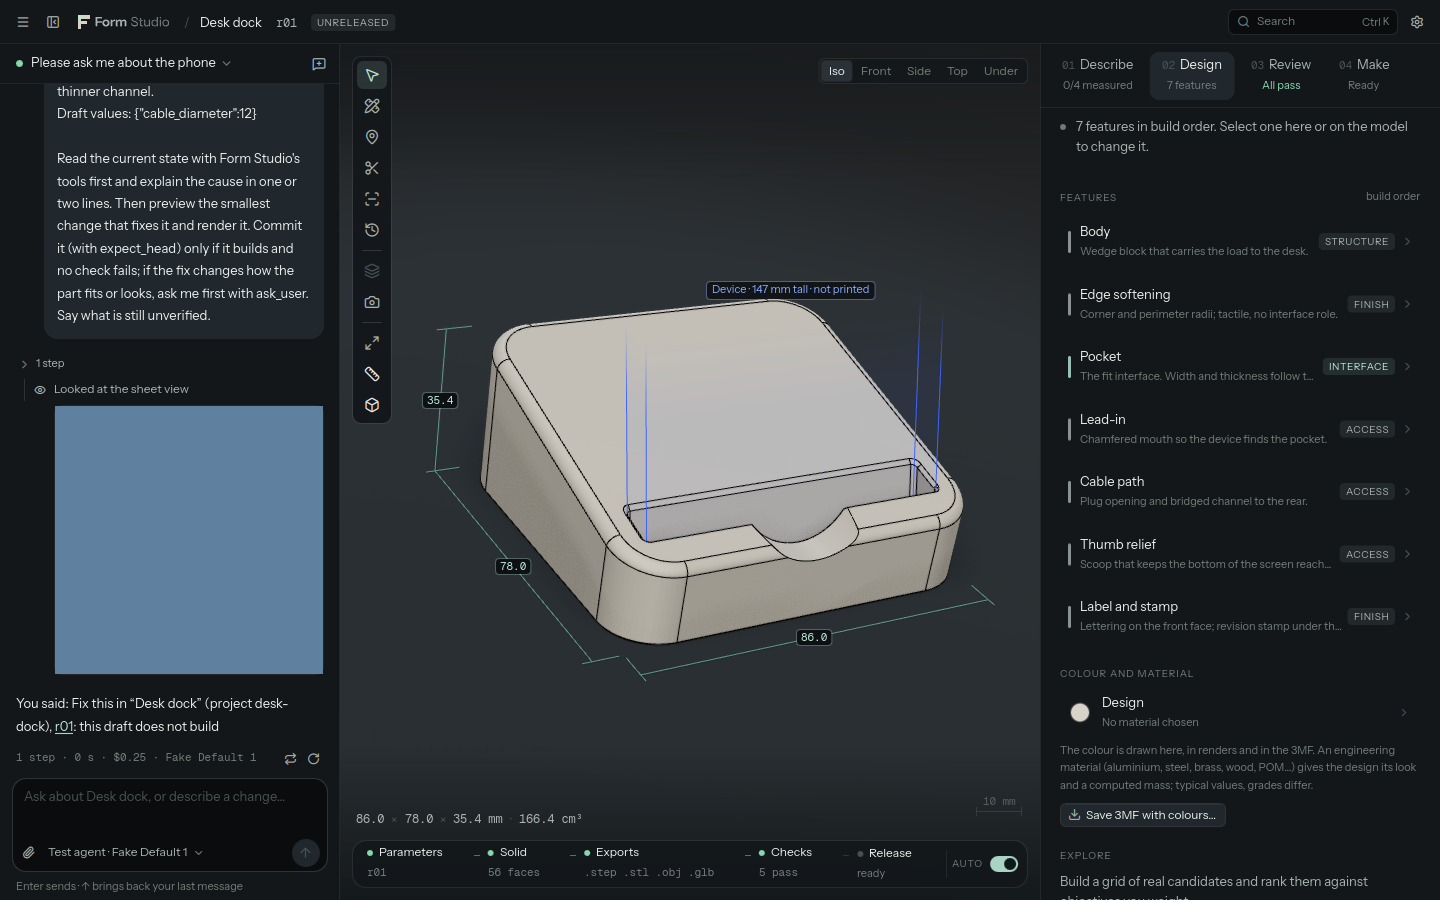 Form Studio / Desk dock r01 UNRELEASED
Search Ctrl K
Please ask me about the phone
thinner channel.
Draft values: {"cable_diameter":12}
Read the current state with Form Studio's
tools first and explain the cause in one or
two lines. Then preview the smallest
change that fixes it and render it. Commit
it (with expect_head) only if it builds and
no check fails; if the fix changes how the
part fits or looks, ask me first with ask_user.
Say what is still unverified.
1 step
Looked at the sheet view
You said: Fix this in “Desk dock” (project desk-
dock), r01: this draft does not build
1 step · 0 s · $0.25 · Fake Default 1
Ask about Desk dock, or describe a change...
Test agent · Fake Default 1
Enter sends · ↑ brings back your last message
Iso Front Side Top Under
Device · 147 mm tall · not printed
35.4
78.0
86.0
10 mm
86.0 × 78.0 × 35.4 mm · 166.4 cm³
Parameters
r01
Solid
56 faces
Exports
.step .stl .obj .glb
Checks
5 pass
Release
ready
AUTO
01 Describe
0/4 measured
02 Design
7 features
03 Review
All pass
04 Make
Ready
7 features in build order. Select one here or on the model
to change it.
FEATURES build order
Body
Wedge block that carries the load to the desk.
STRUCTURE
Edge softening
Corner and perimeter radii; tactile, no interface role.
FINISH
Pocket
The fit interface. Width and thickness follow t...
INTERFACE
Lead-in
Chamfered mouth so the device finds the pocket.
ACCESS
Cable path
Plug opening and bridged channel to the rear.
ACCESS
Thumb relief
Scoop that keeps the bottom of the screen reach...
ACCESS
Label and stamp
Lettering on the front face; revision stamp under th...
FINISH
COLOUR AND MATERIAL
Design
No material chosen
The colour is drawn here, in renders and in the 3MF. An engineering
material (aluminium, steel, brass, wood, POM...) gives the design its look
and a computed mass; typical values, grades differ.
Save 3MF with colours...
EXPLORE
Build a grid of real candidates and rank them against